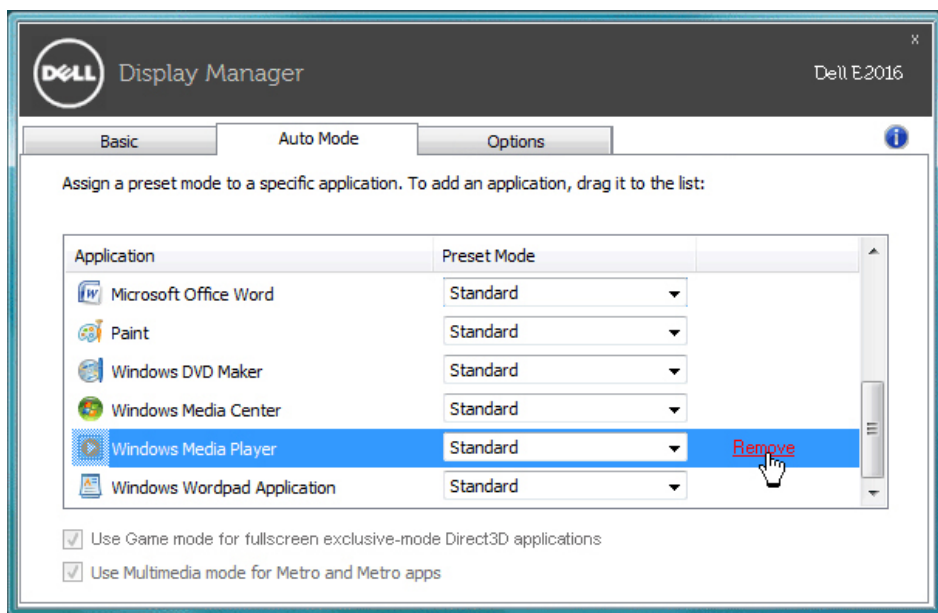 x
DELL Display Manager Dell E2016
Basic Auto Mode Options
Assign a preset mode to a specific application. To add an application, drag it to the list:
Application Preset Mode
Microsoft Office Word Standard
Paint Standard
Windows DVD Maker Standard
Windows Media Center Standard
Windows Media Player Standard Remove
Windows Wordpad Application Standard
Use Game mode for fullscreen exclusive-mode Direct3D applications
Use Multimedia mode for Metro and Metro apps